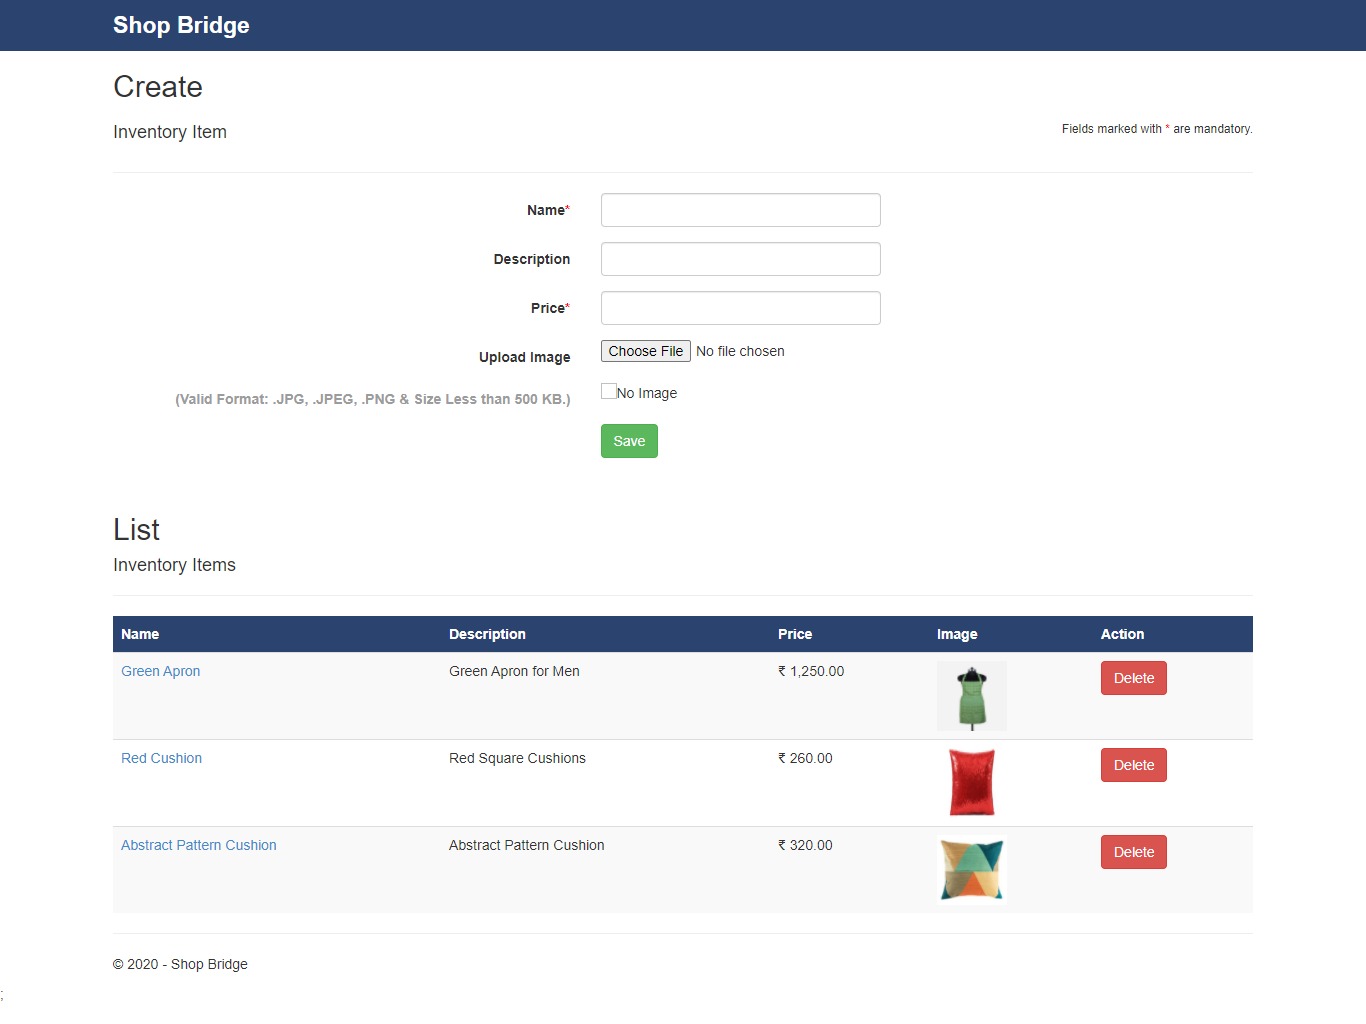 Shop Bridge
Create
Inventory Item
Fields marked with * are mandatory.
Name*
Description
Price*
Upload Image
Choose File No file chosen
(Valid Format: .JPG, .JPEG, .PNG & Size Less than 500 KB.)
No Image
Save
List
Inventory Items
Name Description Price Image Action
Green Apron Green Apron for Men ₹ 1,250.00 Delete
Red Cushion Red Square Cushions ₹ 260.00 Delete
Abstract Pattern Cushion Abstract Pattern Cushion ₹ 320.00 Delete
© 2020 - Shop Bridge
;